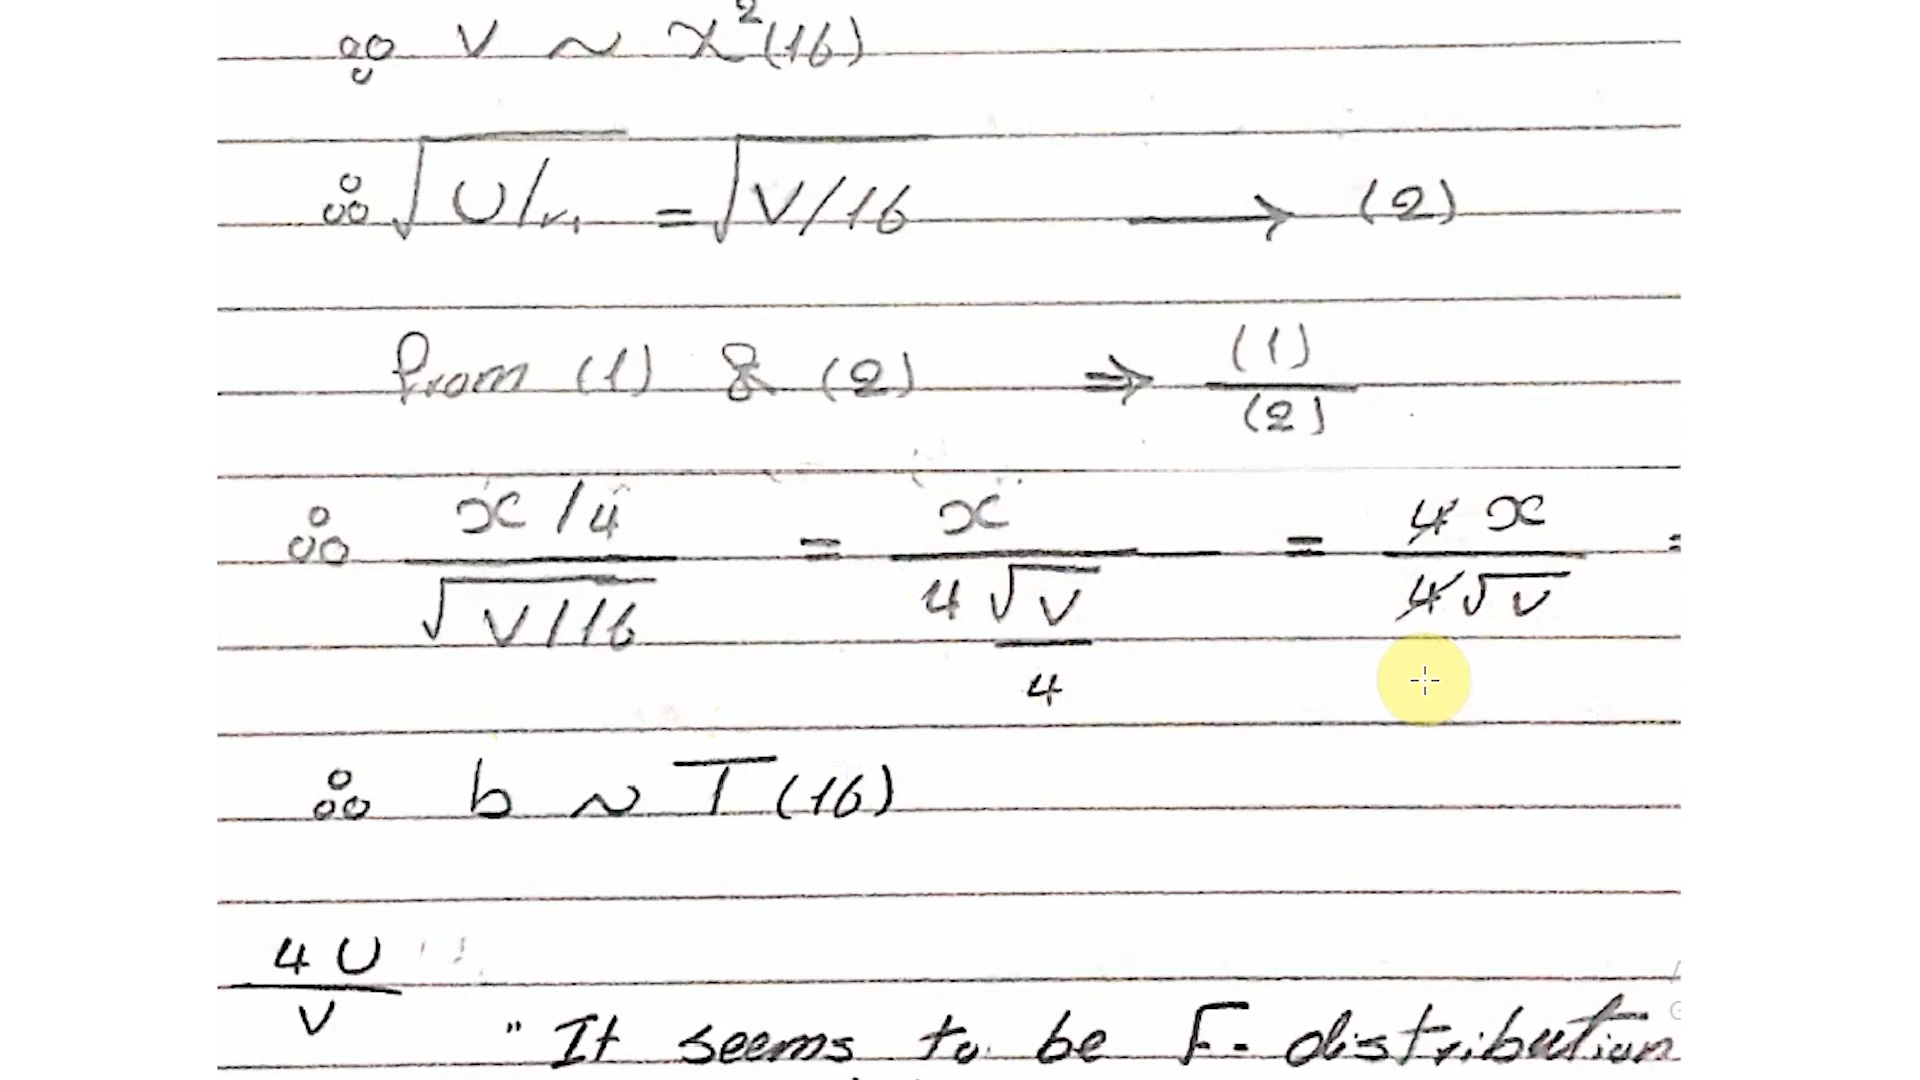 ∴ V ~ χ²(16)
∴ √U/r₁ = √V/16 → (2)
from (1) & (2) ⇒ (1)/(2)
∴ (x/4)/√(V/16) = x/(4 √V/4) = 4x/4√V =
∴ b ~ T(16)
4U/V "It seems to be F. distribution